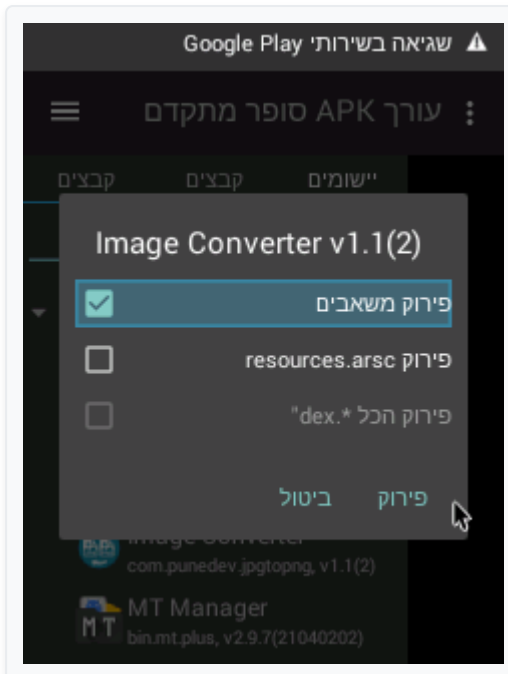 שגיאה בשירותי Google Play
עורך APK סופר מתקדם
יישומים קבצים קבצים
Image Converter v1.1(2)
פירוק משאבים
פירוק resources.arsc
פירוק הכל *.dex"
פירוק ביטול
Image Converter
com.punedev.jpgtopng, v1.1(2)
MT Manager
bin.mt.plus, v2.9.7(21040202)